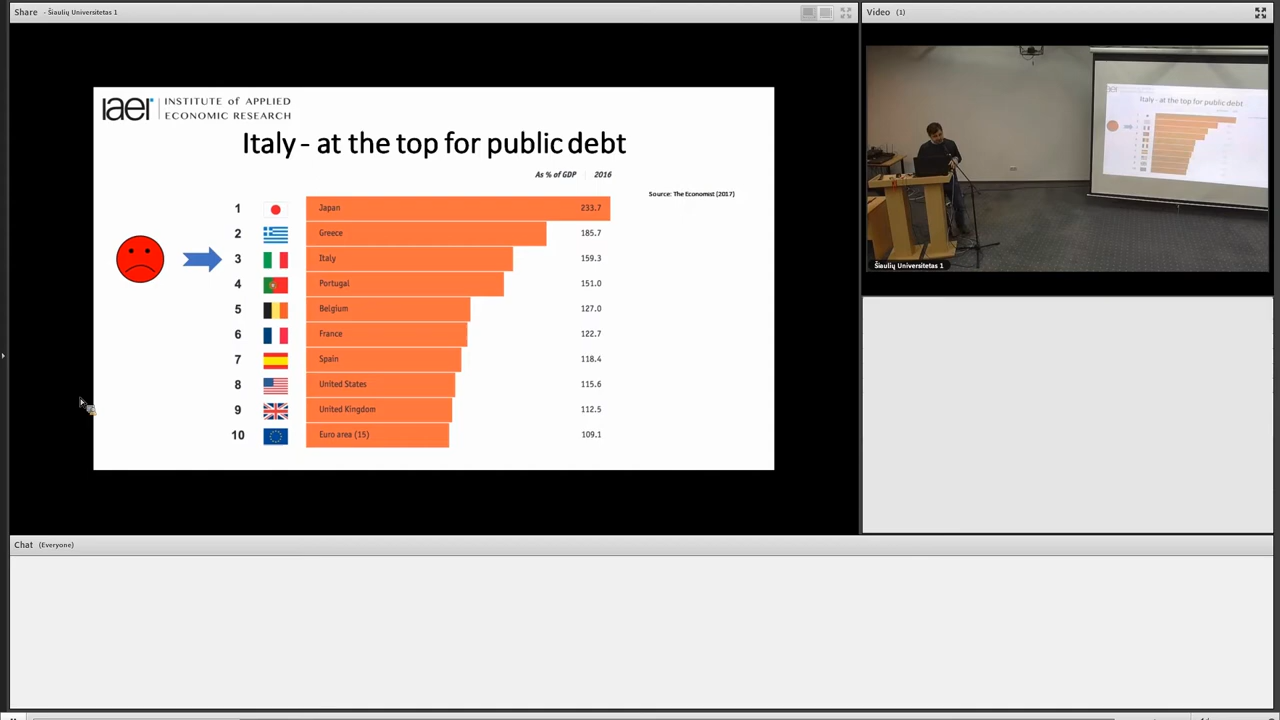 Share - Šiaulių Universitetas 1
Video (1)
iaer INSTITUTE of APPLIED
ECONOMIC RESEARCH
Italy - at the top for public debt
As % of GDP 2016
Source: The Economist (2017)
1 Japan 233.7
2 Greece 185.7
3 Italy 159.3
4 Portugal 151.0
5 Belgium 127.0
6 France 122.7
7 Spain 118.4
8 United States 115.6
9 United Kingdom 112.5
10 Euro area (15) 109.1
Italy - at the top for public debt
Šiaulių Universitetas 1
Chat (Everyone)